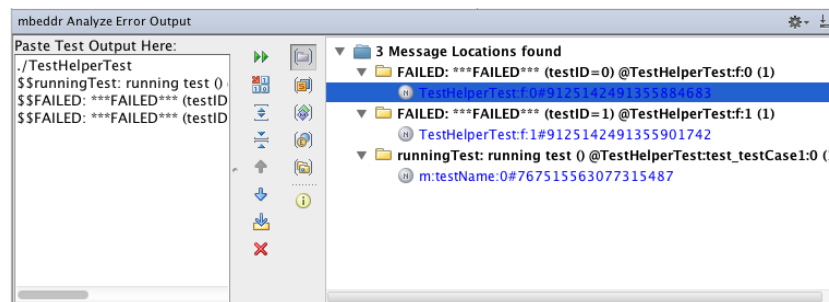 mbeddr Analyze Error Output
Paste Test Output Here:
./TestHelperTest
$$runningTest: running test ()
$$FAILED: ***FAILED*** (testID
$$FAILED: ***FAILED*** (testID
3 Message Locations found
FAILED: ***FAILED*** (testID=0) @TestHelperTest:f:0 (1)
TestHelperTest:f:0#9125142491355884683
FAILED: ***FAILED*** (testID=1) @TestHelperTest:f:1 (1)
TestHelperTest:f:1#9125142491355901742
runningTest: running test () @TestHelperTest:test_testCase1:0 (
m:testName:0#767515563077315487